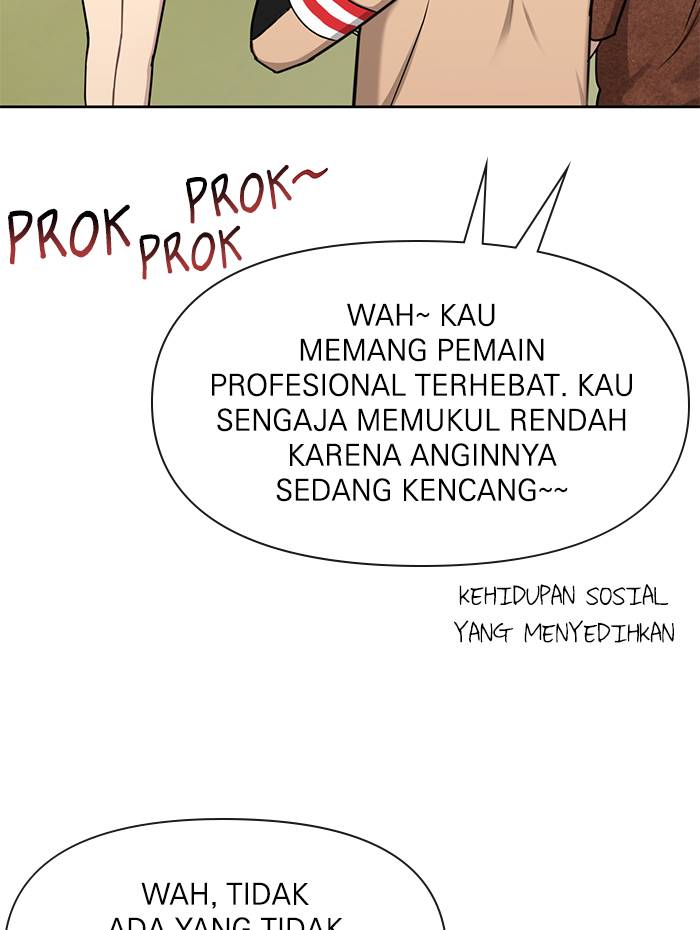 PROK
PROK~
PROK
WAH~ KAU
MEMANG PEMAIN
PROFESIONAL TERHEBAT. KAU
SENGAJA MEMUKUL RENDAH
KARENA ANGINNYA
SEDANG KENCANG~~
KEHIDUPAN SOSIAL
YANG MENYEDIHKAN
WAH, TIDAK
ADA YANG TIDAK